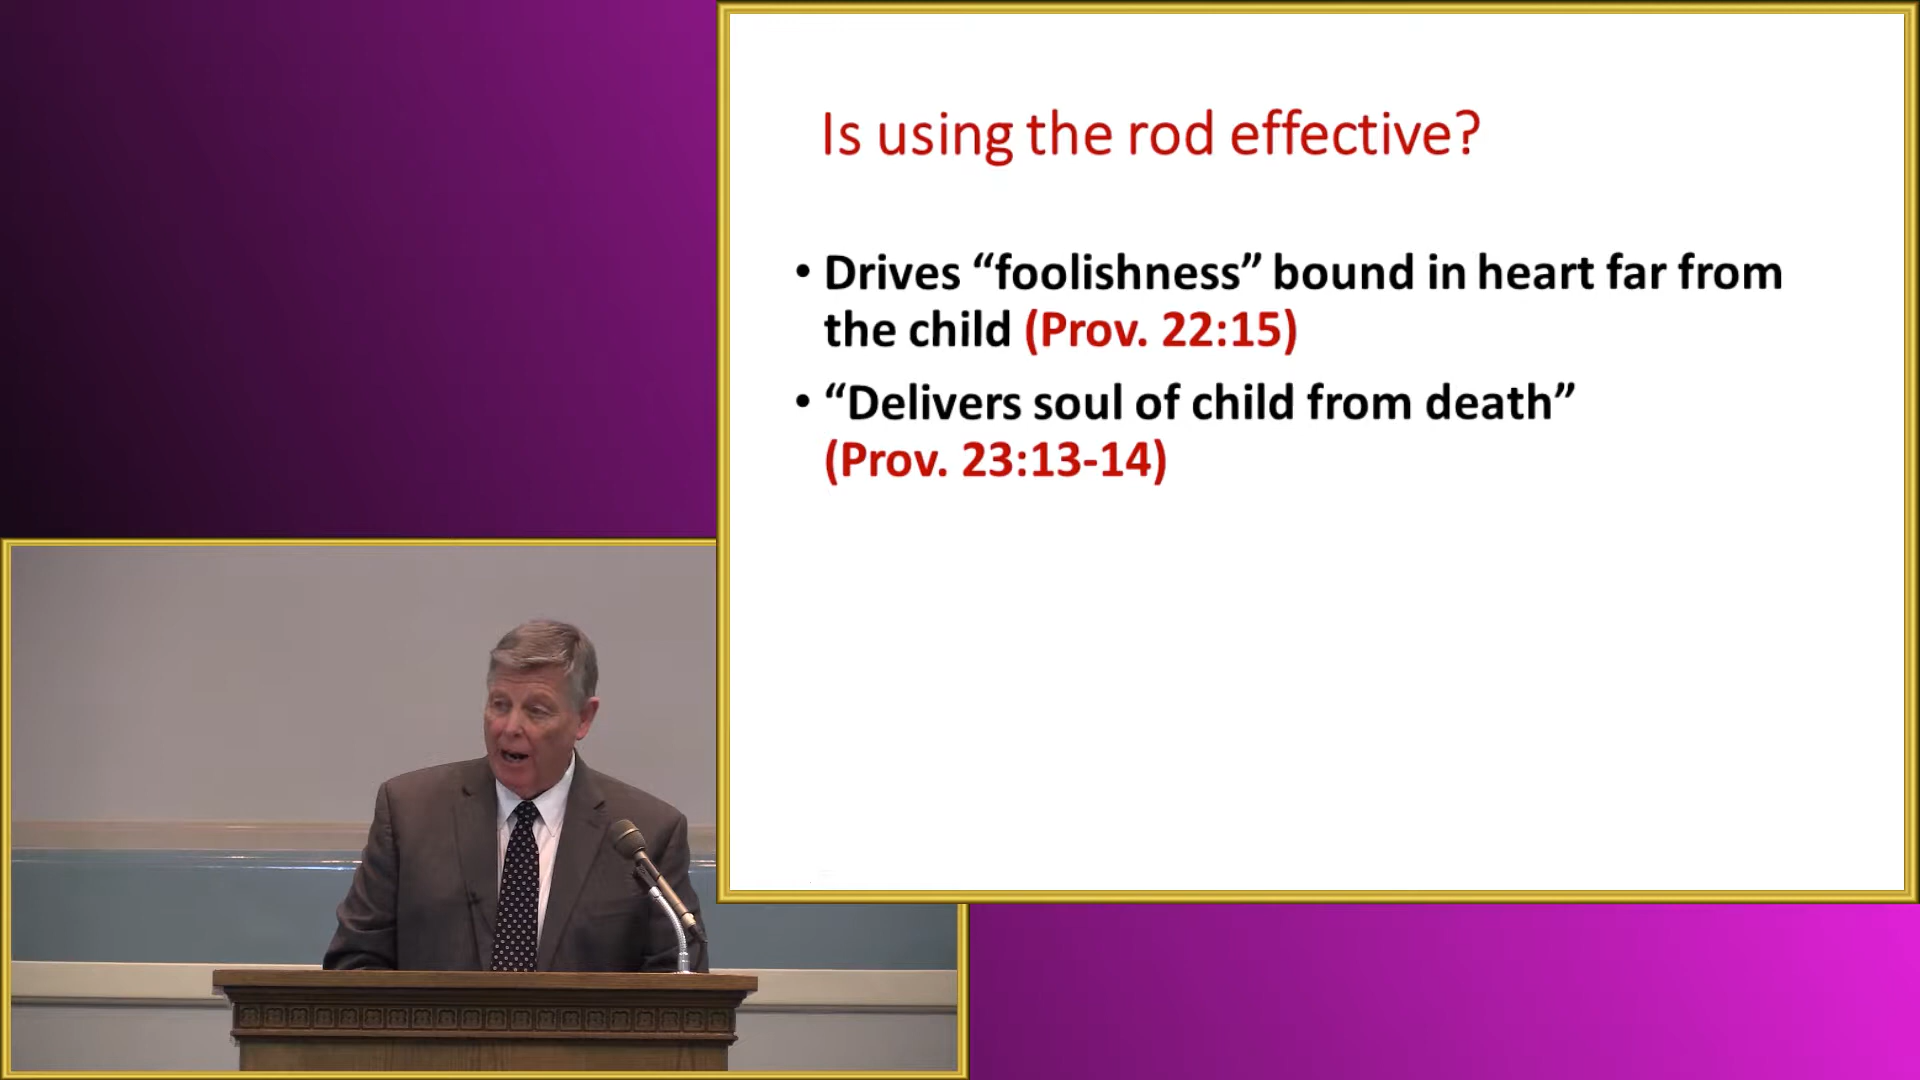 Is using the rod effective?
• Drives “foolishness” bound in heart far from
the child (Prov. 22:15)
• “Delivers soul of child from death”
(Prov. 23:13-14)